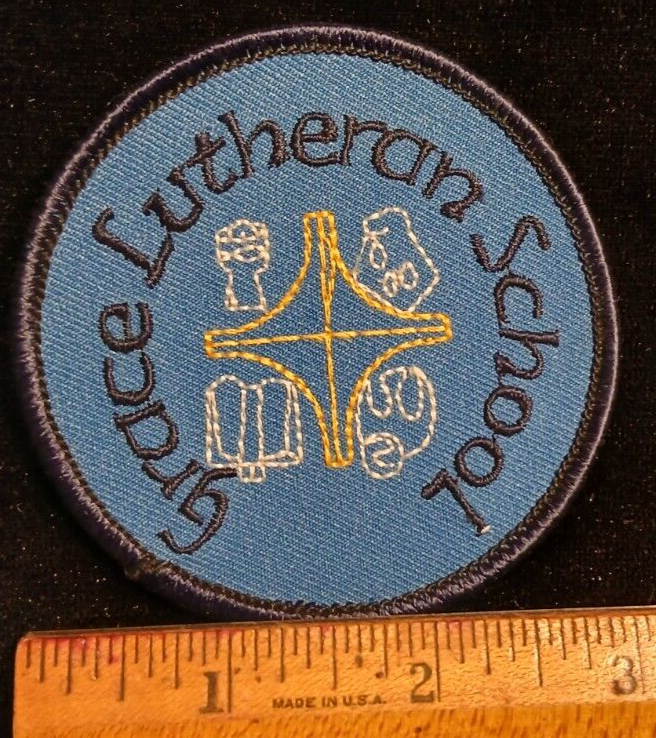 Grace Lutheran School
1 MADE IN U.S.A. 2 3